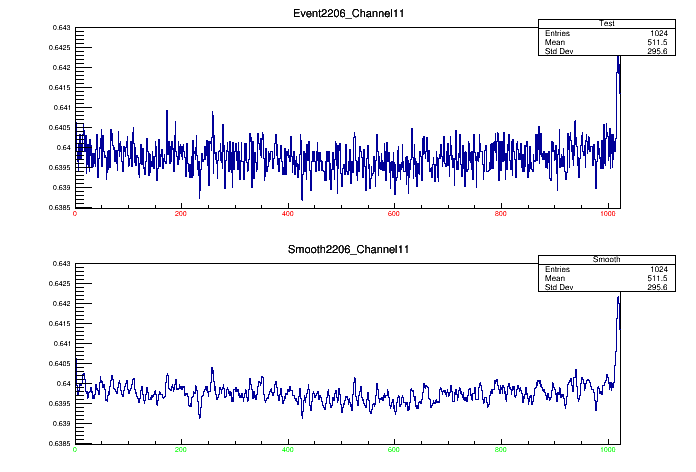 Event2206_Channel11
Test
Entries 1024
Mean 511.5
Std Dev 295.6
0.643
0.6425
0.642
0.6415
0.641
0.6405
0.64
0.6395
0.639
0.6385
0 200 400 600 800 1000
Smooth2206_Channel11
Smooth
Entries 1024
Mean 511.5
Std Dev 295.6
0.643
0.6425
0.642
0.6415
0.641
0.6405
0.64
0.6395
0.639
0.6385
0 200 400 600 800 1000